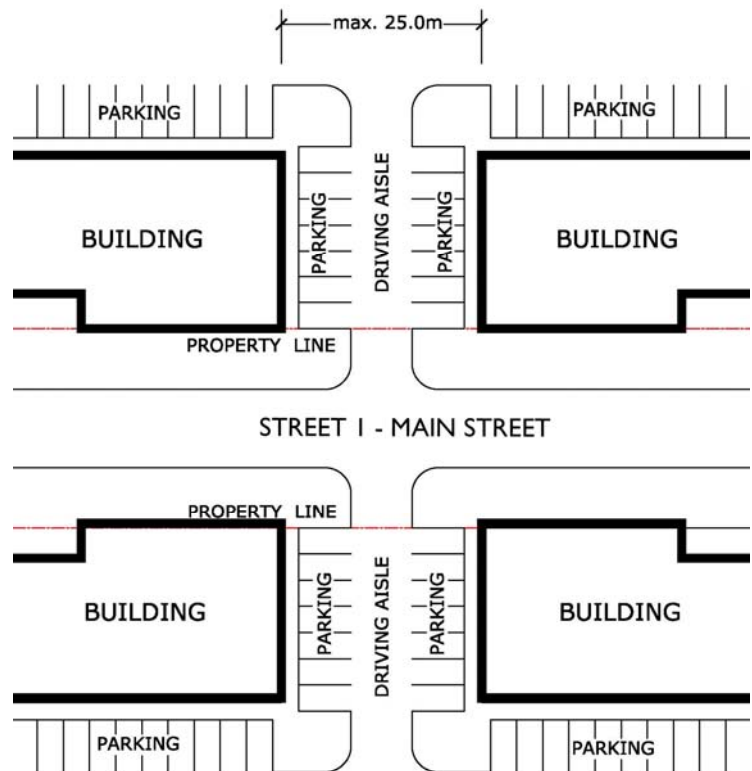 max. 25.0m
PARKING
PARKING
BUILDING
PARKING
DRIVING AISLE
PARKING
BUILDING
PROPERTY LINE
STREET 1 - MAIN STREET
PROPERTY LINE
BUILDING
PARKING
DRIVING AISLE
PARKING
BUILDING
PARKING
PARKING